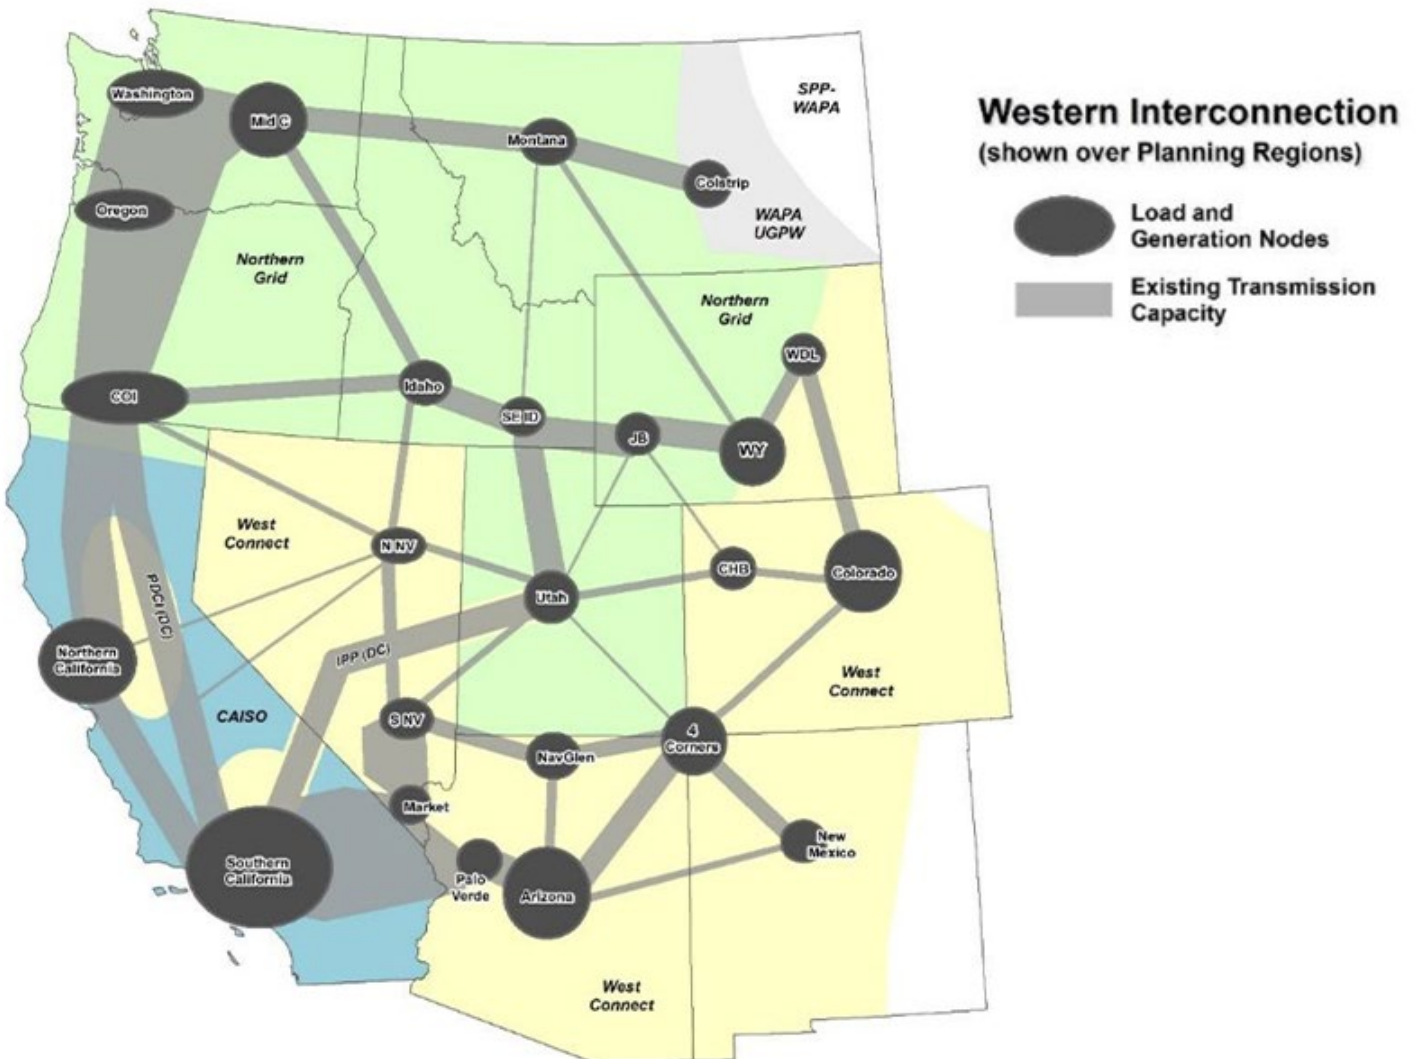 Western Interconnection
(shown over Planning Regions)
Load and
Generation Nodes
Existing Transmission
Capacity
SPP-
WAPA
Washington
Mid C
Montana
Colstrip
WAPA
UGPW
Oregon
Northern
Grid
Northern
Grid
WDL
COI
Idaho
SE ID
JB
WY
West
Connect
N NV
CHB
Colorado
Utah
PDCI (DC)
IPP (DC)
Northern
California
West
Connect
CAISO
S NV
4
Corners
NavGlen
Market
New
Mexico
Southern
California
Palo
Verde
Arizona
West
Connect